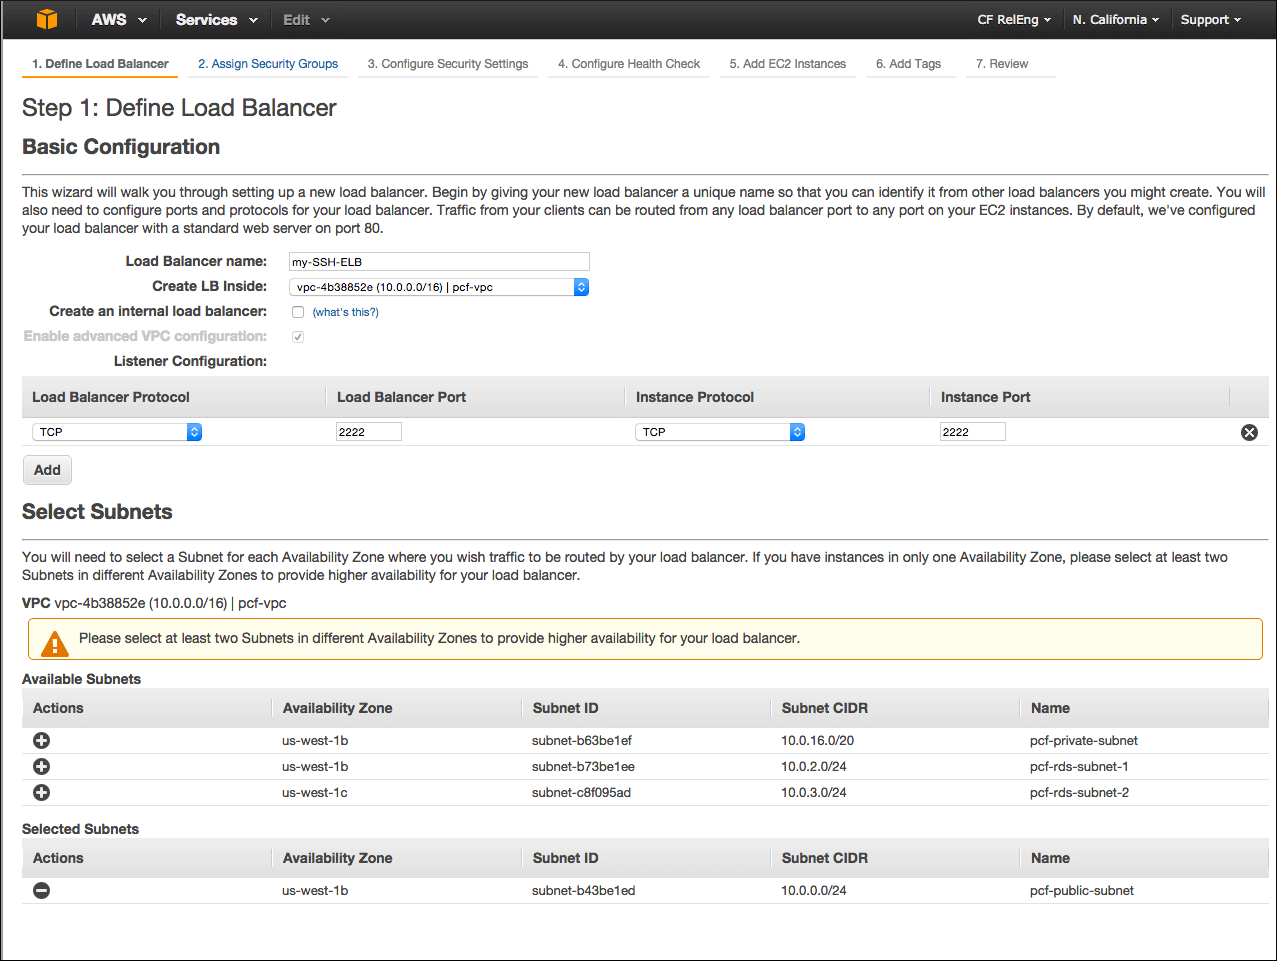 AWS Services Edit CF RelEng N. California Support
1. Define Load Balancer 2. Assign Security Groups 3. Configure Security Settings 4. Configure Health Check 5. Add EC2 Instances 6. Add Tags 7. Review
Step 1: Define Load Balancer
Basic Configuration
This wizard will walk you through setting up a new load balancer. Begin by giving your new load balancer a unique name so that you can identify it from other load balancers you might create. You will
also need to configure ports and protocols for your load balancer. Traffic from your clients can be routed from any load balancer port to any port on your EC2 instances. By default, we've configured
your load balancer with a standard web server on port 80.
Load Balancer name: my-SSH-ELB
Create LB Inside: vpc-4b38852e (10.0.0.0/16) | pcf-vpc
Create an internal load balancer: (what's this?)
Enable advanced VPC configuration:
Listener Configuration:
Load Balancer Protocol Load Balancer Port Instance Protocol Instance Port
TCP 2222 TCP 2222
Add
Select Subnets
You will need to select a Subnet for each Availability Zone where you wish traffic to be routed by your load balancer. If you have instances in only one Availability Zone, please select at least two
Subnets in different Availability Zones to provide higher availability for your load balancer.
VPC vpc-4b38852e (10.0.0.0/16) | pcf-vpc
Please select at least two Subnets in different Availability Zones to provide higher availability for your load balancer.
Available Subnets
Actions Availability Zone Subnet ID Subnet CIDR Name
us-west-1b subnet-b63be1ef 10.0.16.0/20 pcf-private-subnet
us-west-1b subnet-b73be1ee 10.0.2.0/24 pcf-rds-subnet-1
us-west-1c subnet-c8f095ad 10.0.3.0/24 pcf-rds-subnet-2
Selected Subnets
Actions Availability Zone Subnet ID Subnet CIDR Name
us-west-1b subnet-b43be1ed 10.0.0.0/24 pcf-public-subnet